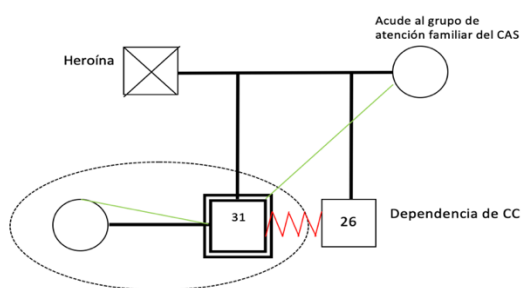 Acude al grupo de
atención familiar del CAS
Heroína
31
26
Dependencia de CC